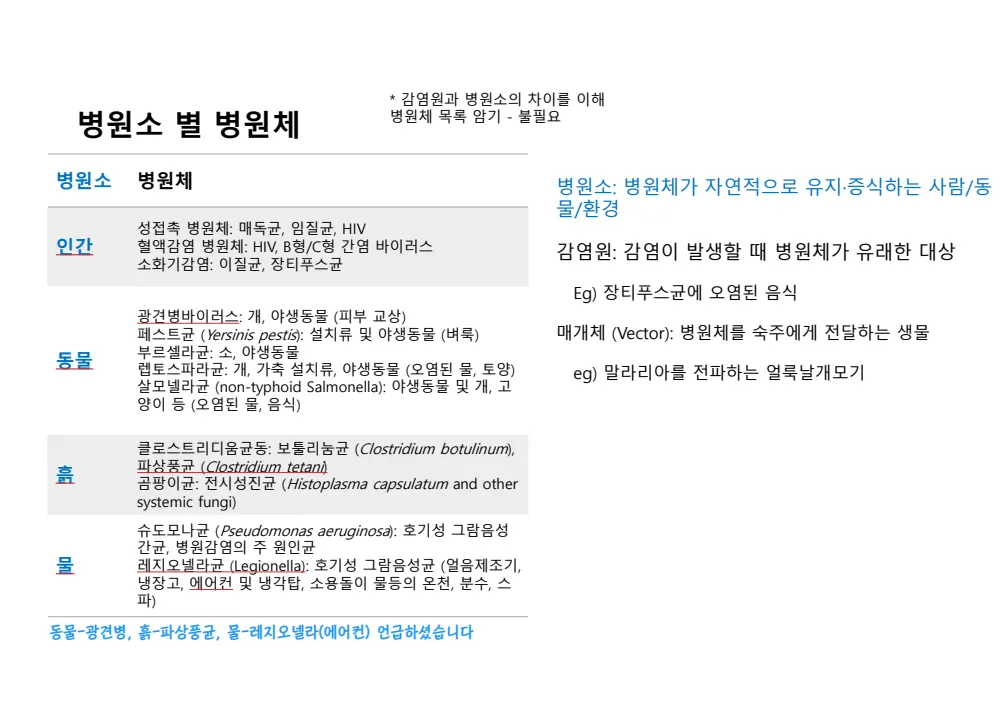 * 감염원과 병원소의 차이를 이해
병원체 목록 암기 - 불필요
병원소 별 병원체
병원소 병원체
인간
성접촉 병원체: 매독균, 임질균, HIV
혈액감염 병원체: HIV, B형/C형 간염 바이러스
소화기감염: 이질균, 장티푸스균
동물
광견병바이러스: 개, 야생동물 (피부 교상)
페스트균 (Yersinis pestis): 설치류 및 야생동물 (벼룩)
부르셀라균: 소, 야생동물
렙토스파라균: 개, 가축 설치류, 야생동물 (오염된 물, 토양)
살모넬라균 (non-typhoid Salmonella): 야생동물 및 개, 고
양이 등 (오염된 물, 음식)
흙
클로스트리디움균동: 보툴리눔균 (Clostridium botulinum),
파상풍균 (Clostridium tetani)
곰팡이균: 전시성진균 (Histoplasma capsulatum and other
systemic fungi)
물
슈도모나균 (Pseudomonas aeruginosa): 호기성 그람음성
간균, 병원감염의 주 원인균
레지오넬라균 (Legionella): 호기성 그람음성균 (얼음제조기,
냉장고, 에어컨 및 냉각탑, 소용돌이 물등의 온천, 분수, 스
파)
동물-광견병, 흙-파상풍균, 물-레지오넬라(에어컨) 언급하셨습니다
병원소: 병원체가 자연적으로 유지·증식하는 사람/동
물/환경
감염원: 감염이 발생할 때 병원체가 유래한 대상
Eg) 장티푸스균에 오염된 음식
매개체 (Vector): 병원체를 숙주에게 전달하는 생물
eg) 말라리아를 전파하는 얼룩날개모기